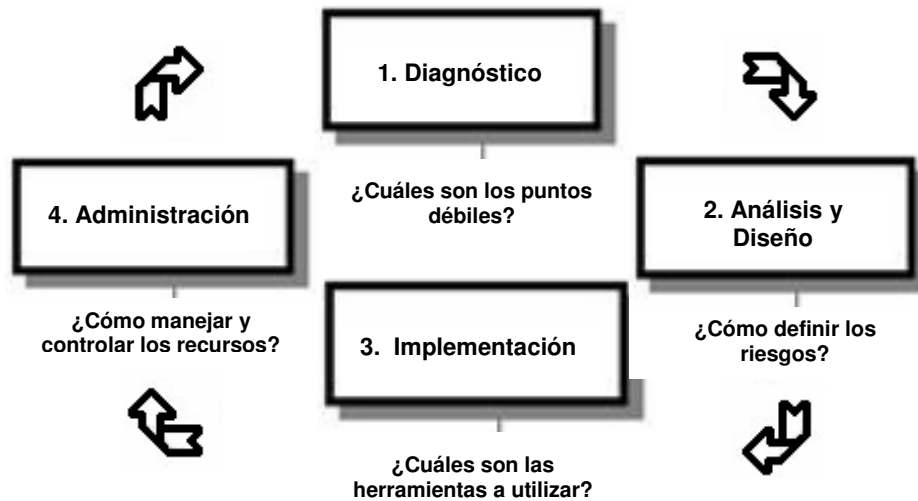 1. Diagnóstico
¿Cuáles son los puntos
débiles?
2. Análisis y
Diseño
¿Cómo definir los
riesgos?
3. Implementación
¿Cuáles son las
herramientas a utilizar?
4. Administración
¿Cómo manejar y
controlar los recursos?